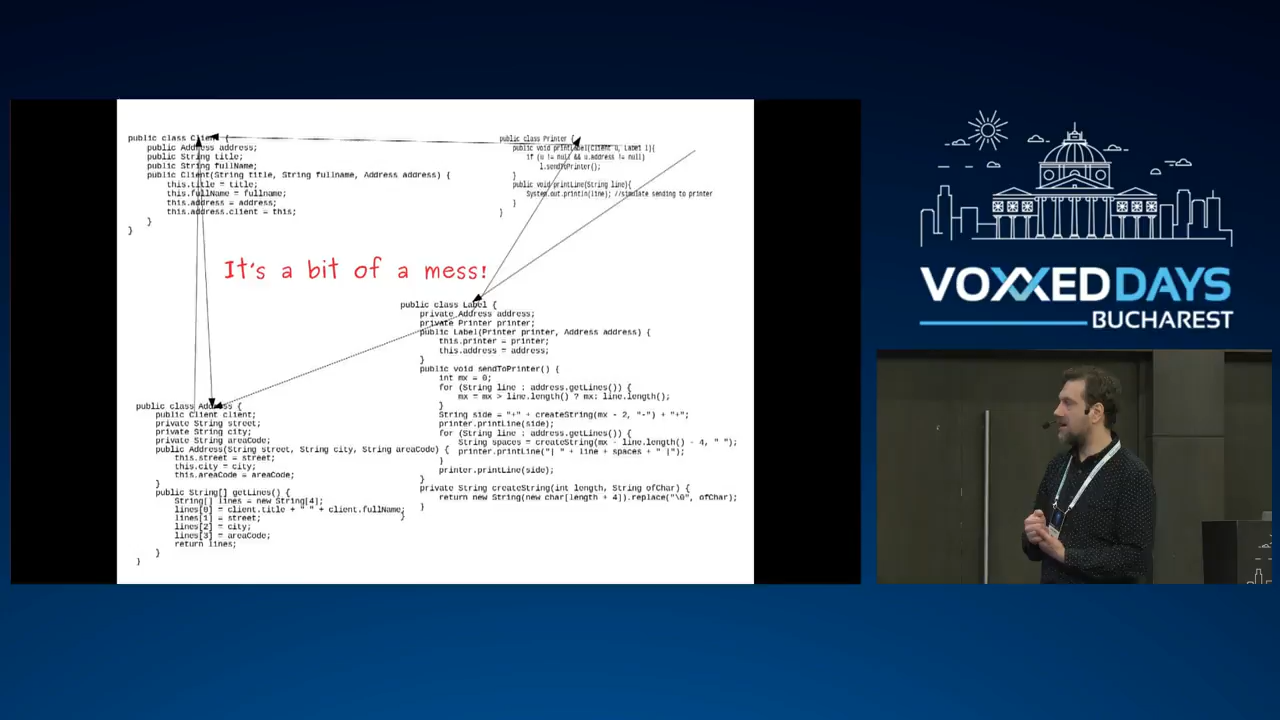 public class Client {
public Address address;
public String title;
public String fullName;
public Client(String title, String fullname, Address address) {
this.title = title;
this.fullName = fullname;
this.address = address;
this.address.client = this;
}
}
public class Printer {
public void printLabel(Client u, Label l){
if (u != null && u.address != null)
l.sendToPrinter();
}
public void printLine(String line){
System.out.println(line); //simulate sending to printer
}
}
It's a bit of a mess!
public class Label {
private Address address;
private Printer printer;
public Label(Printer printer, Address address) {
this.printer = printer;
this.address = address;
}
public void sendToPrinter() {
int mx = 0;
for (String line : address.getLines()) {
mx = mx > line.length() ? mx: line.length();
}
String side = "+" + createString(mx - 2, "-") + "+";
printer.printLine(side);
for (String line : address.getLines()) {
String spaces = createString(mx - line.length() - 4, " ");
printer.printLine("| " + line + spaces + " |");
}
printer.printLine(side);
}
private String createString(int length, String ofChar) {
return new String(new char[length + 4]).replace("\0", ofChar);
}
}
public class Address {
public Client client;
private String street;
private String city;
private String areaCode;
public Address(String street, String city, String areaCode) {
this.street = street;
this.city = city;
this.areaCode = areaCode;
}
public String[] getLines() {
String[] lines = new String[4];
lines[0] = client.title + " " + client.fullName;
lines[1] = street;
lines[2] = city;
lines[3] = areaCode;
return lines;
}
}
VOXXED DAYS
BUCHAREST